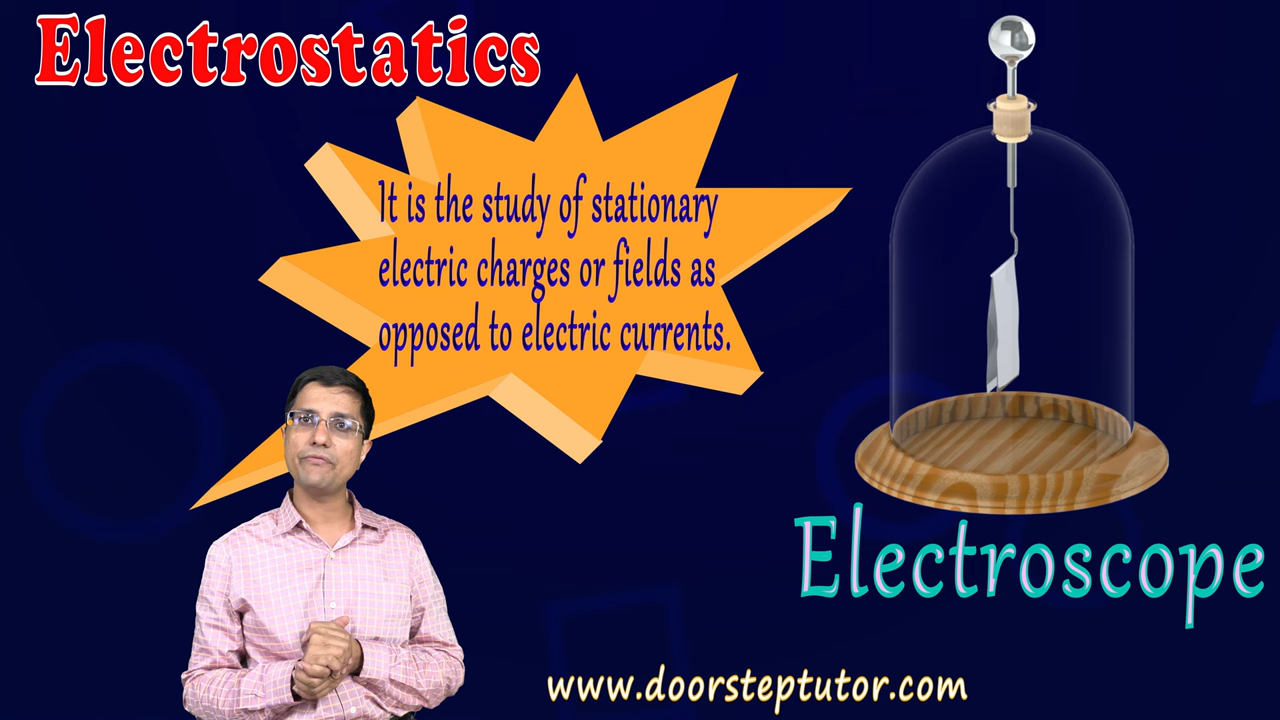 Electrostatics
It is the study of stationary
electric charges or fields as
opposed to electric currents.
Electroscope
www.doorsteptutor.com